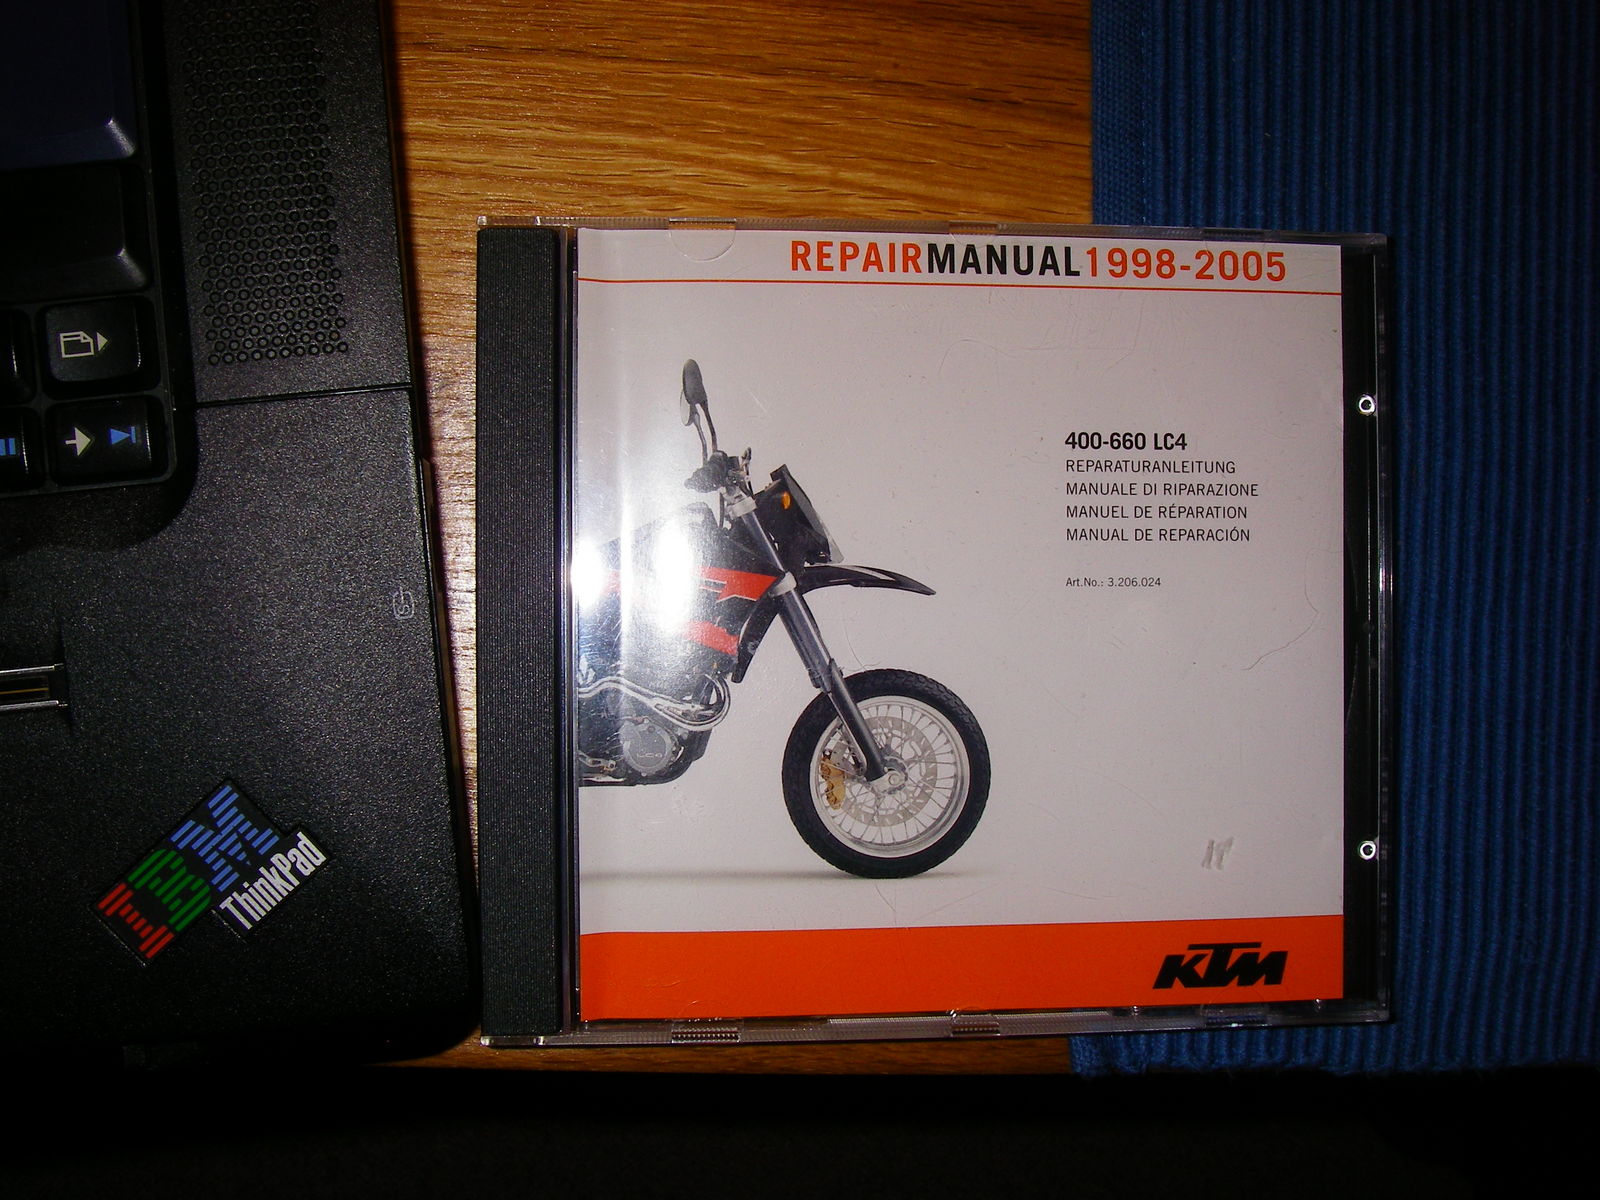 REPAIRMANUAL1998-2005
400-660 LC4
REPARATURANLEITUNG
MANUALE DI RIPARAZIONE
MANUEL DE RÉPARATION
MANUAL DE REPARACIÓN
Art.No.: 3.206.024
KTM
IBM
ThinkPad